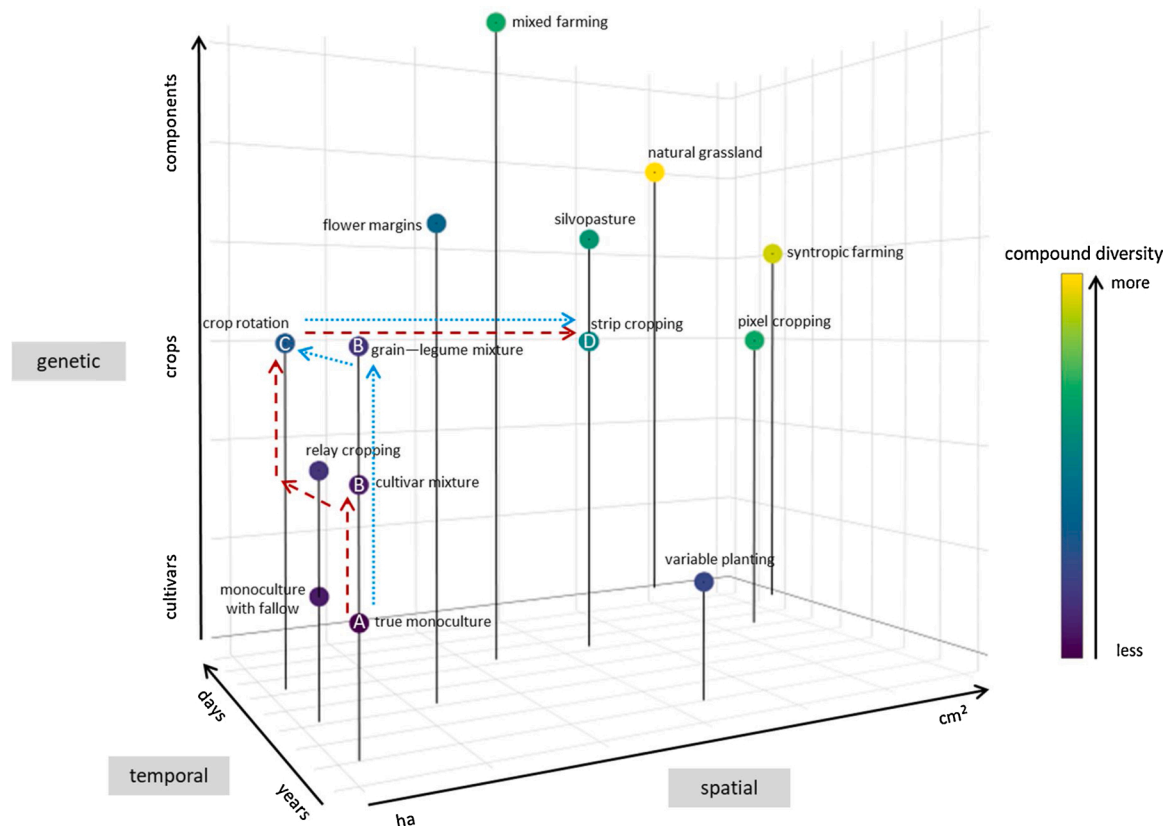 mixed farming
components
natural grassland
flower margins
silvopasture
syntropic farming
compound diversity
more
crop rotation
strip cropping
pixel cropping
C
B
grain—legume mixture
D
genetic
crops
relay cropping
B
cultivar mixture
variable planting
cultivars
monoculture
with fallow
A
true monoculture
less
days
cm²
temporal
years
spatial
ha